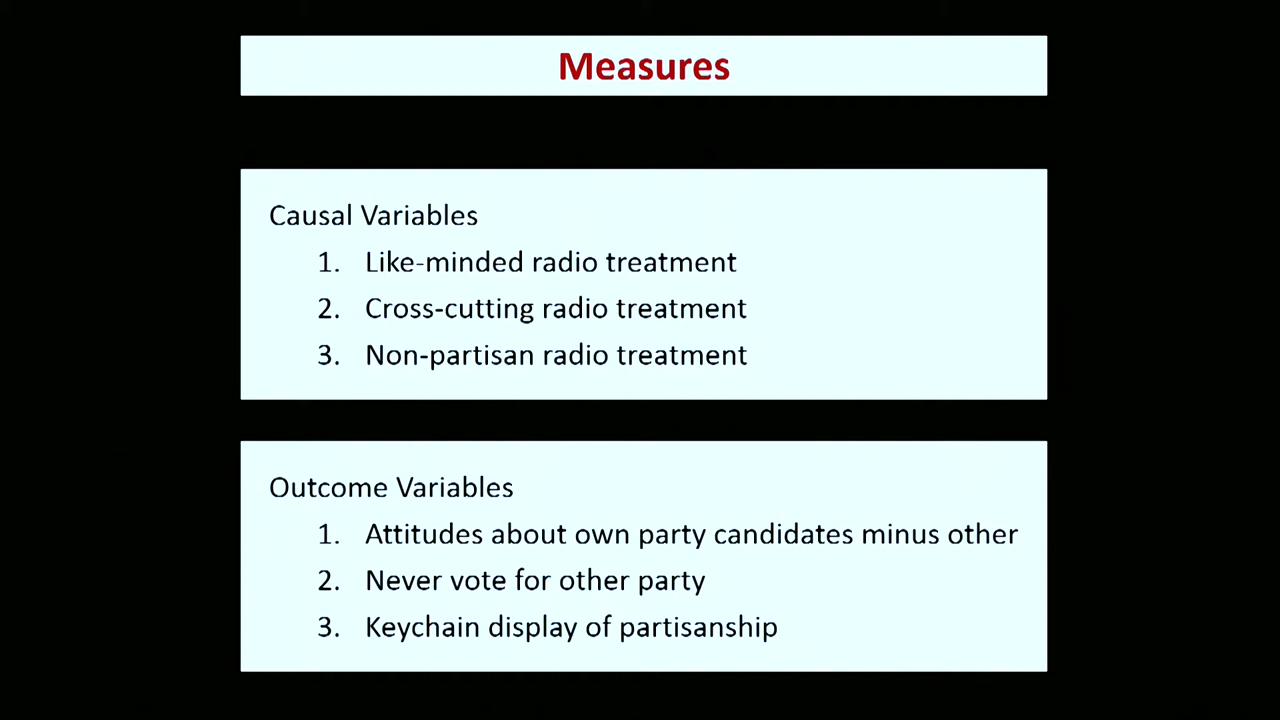 Measures
Causal Variables
1. Like-minded radio treatment
2. Cross-cutting radio treatment
3. Non-partisan radio treatment
Outcome Variables
1. Attitudes about own party candidates minus other
2. Never vote for other party
3. Keychain display of partisanship